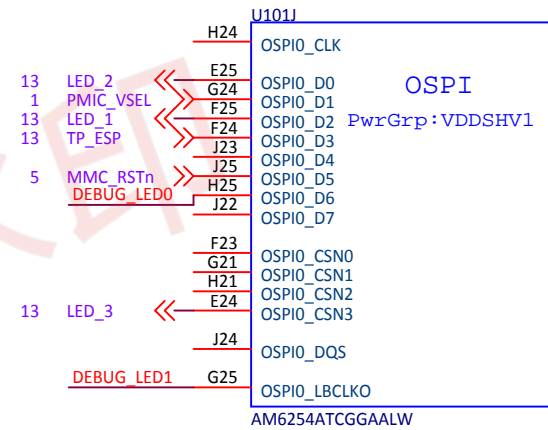 U101J
H24 OSPI0_CLK
13 LED_2 E25 OSPI0_D0
OSPI
1 PMIC_VSEL G24 OSPI0_D1
13 LED_1 F25 OSPI0_D2
PwrGrp:VDDSHV1
13 TP_ESP F24 OSPI0_D3
J23 OSPI0_D4
5 MMC_RSTn J25 OSPI0_D5
DEBUG_LED0 H25 OSPI0_D6
J22 OSPI0_D7
F23 OSPI0_CSN0
G21 OSPI0_CSN1
H21 OSPI0_CSN2
13 LED_3 E24 OSPI0_CSN3
J24 OSPI0_DQS
DEBUG_LED1 G25 OSPI0_LBCLKO
AM6254ATCGGAALW